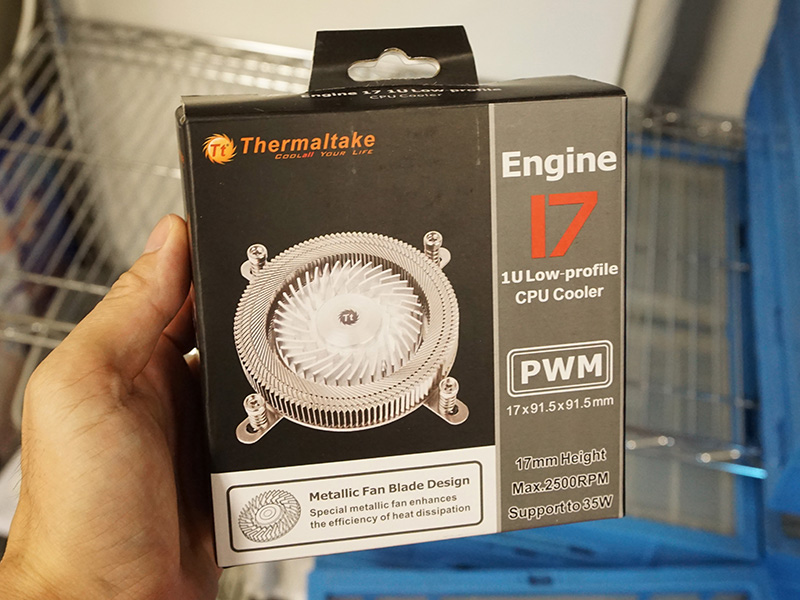 Engine 17 1U Low-profile
CPU Cooler
Tt Thermaltake
COOLall YOUR LIFE
Engine
17
1U Low-profile
CPU Cooler
PWM
17x91.5x91.5mm
17mm Height
Max.2500RPM
Support to 35W
Tt
Metallic Fan Blade Design
Special metallic fan enhances
the efficiency of heat dissipation